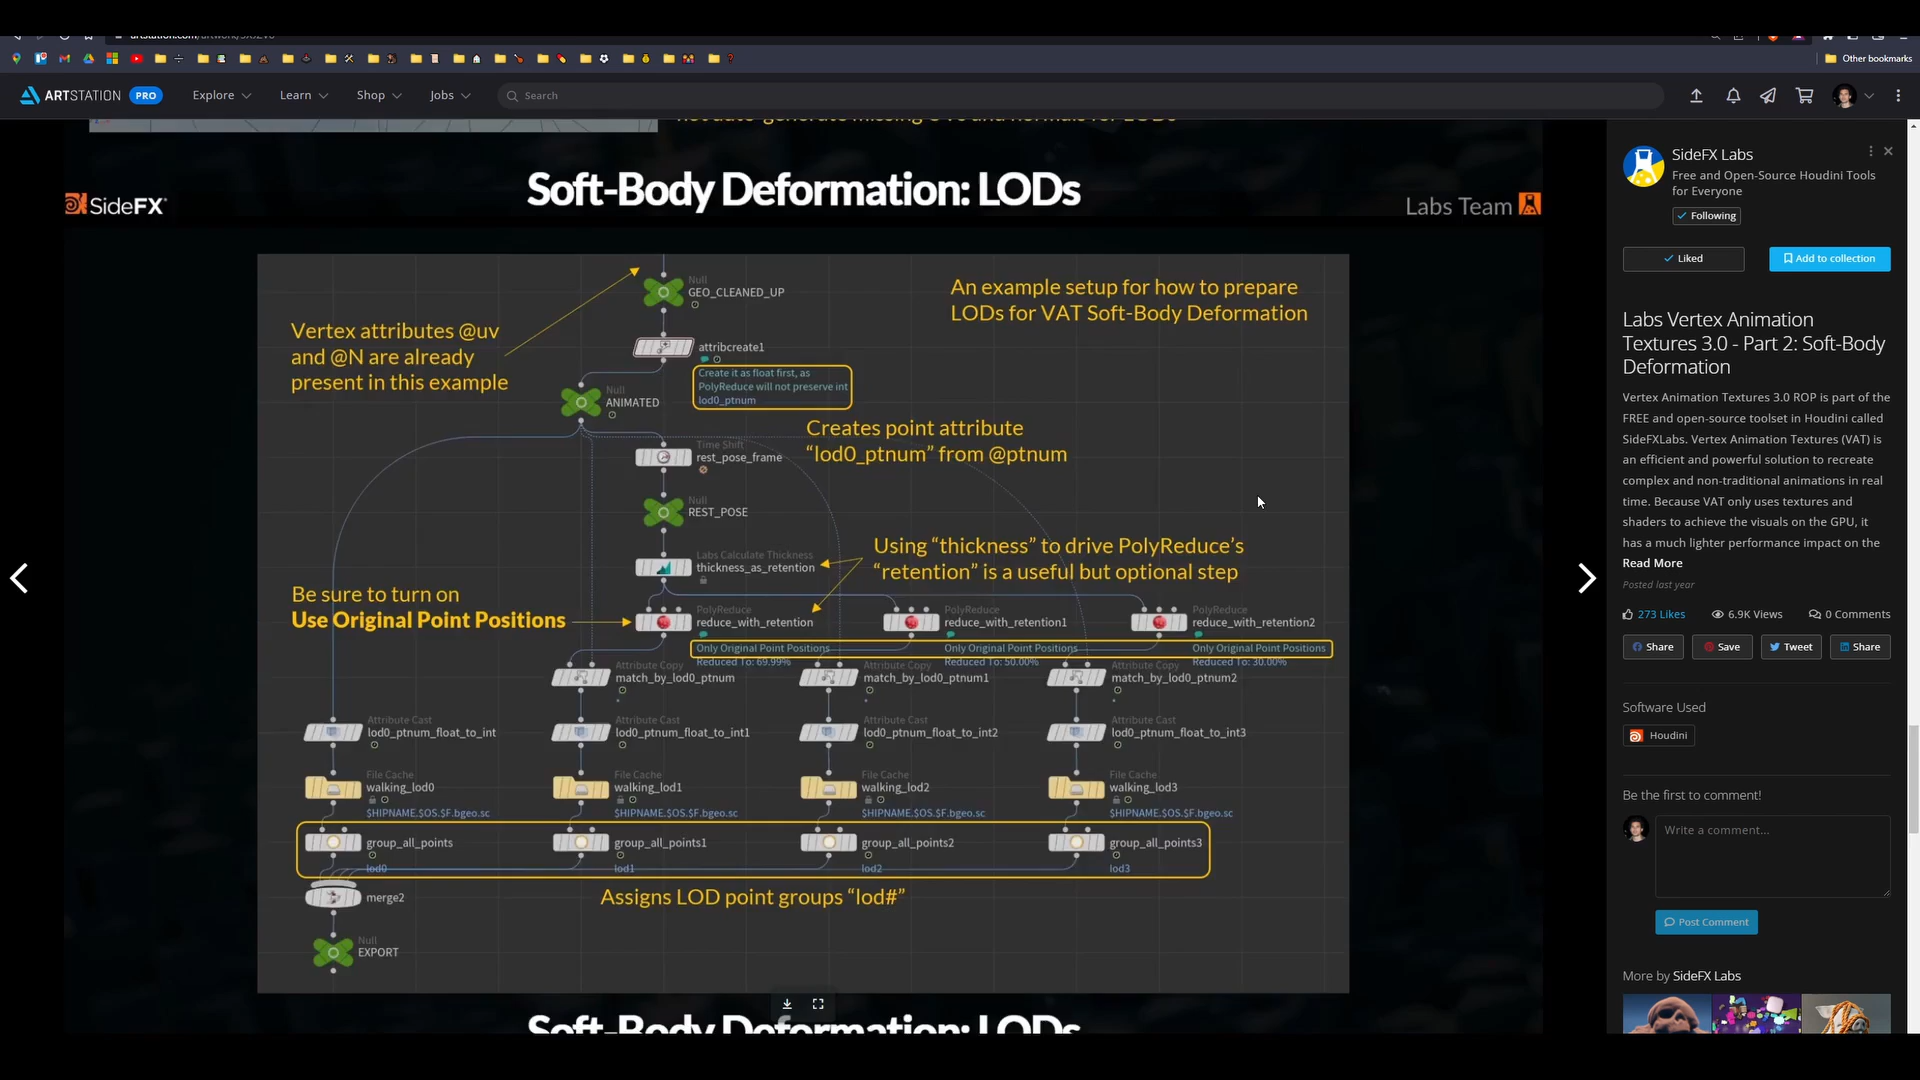 Other bookmarks
ARTSTATION PRO
Explore
Learn
Shop
Jobs
Search
SideFX
Soft-Body Deformation: LODs
Labs Team
Null
GEO_CLEANED_UP
An example setup for how to prepare
LODs for VAT Soft-Body Deformation
Vertex attributes @uv
and @N are already
present in this example
attribcreate1
Create it as float first, as
PolyReduce will not preserve int
lod0_ptnum
Null
ANIMATED
Creates point attribute
“lod0_ptnum” from @ptnum
Time Shift
rest_pose_frame
Null
REST_POSE
Using “thickness” to drive PolyReduce’s
“retention” is a useful but optional step
Labs Calculate Thickness
thickness_as_retention
Be sure to turn on
Use Original Point Positions
PolyReduce
reduce_with_retention
Only Original Point Positions
Reduced To: 69.99%
PolyReduce
reduce_with_retention1
Only Original Point Positions
Reduced To: 50.00%
PolyReduce
reduce_with_retention2
Only Original Point Positions
Reduced To: 30.00%
Attribute Copy
match_by_lod0_ptnum
Attribute Copy
match_by_lod0_ptnum1
Attribute Copy
match_by_lod0_ptnum2
Attribute Cast
lod0_ptnum_float_to_int
Attribute Cast
lod0_ptnum_float_to_int1
Attribute Cast
lod0_ptnum_float_to_int2
Attribute Cast
lod0_ptnum_float_to_int3
File Cache
walking_lod0
$HIPNAME.$OS.$F.bgeo.sc
File Cache
walking_lod1
$HIPNAME.$OS.$F.bgeo.sc
File Cache
walking_lod2
$HIPNAME.$OS.$F.bgeo.sc
File Cache
walking_lod3
$HIPNAME.$OS.$F.bgeo.sc
group_all_points
lod0
group_all_points1
lod1
group_all_points2
lod2
group_all_points3
lod3
merge2
Assigns LOD point groups “lod#”
Null
EXPORT
Soft-Body Deformation: LODs
SideFX Labs
Free and Open-Source Houdini Tools
for Everyone
Following
Liked
Add to collection
Labs Vertex Animation
Textures 3.0 - Part 2: Soft-Body
Deformation
Vertex Animation Textures 3.0 ROP is part of the
FREE and open-source toolset in Houdini called
SideFXLabs. Vertex Animation Textures (VAT) is
an efficient and powerful solution to recreate
complex and non-traditional animations in real
time. Because VAT only uses textures and
shaders to achieve the visuals on the GPU, it
has a much lighter performance impact on the
Read More
Posted last year
273 Likes
6.9K Views
0 Comments
Share
Save
Tweet
Share
Software Used
Houdini
Be the first to comment!
Write a comment...
Post Comment
More by SideFX Labs